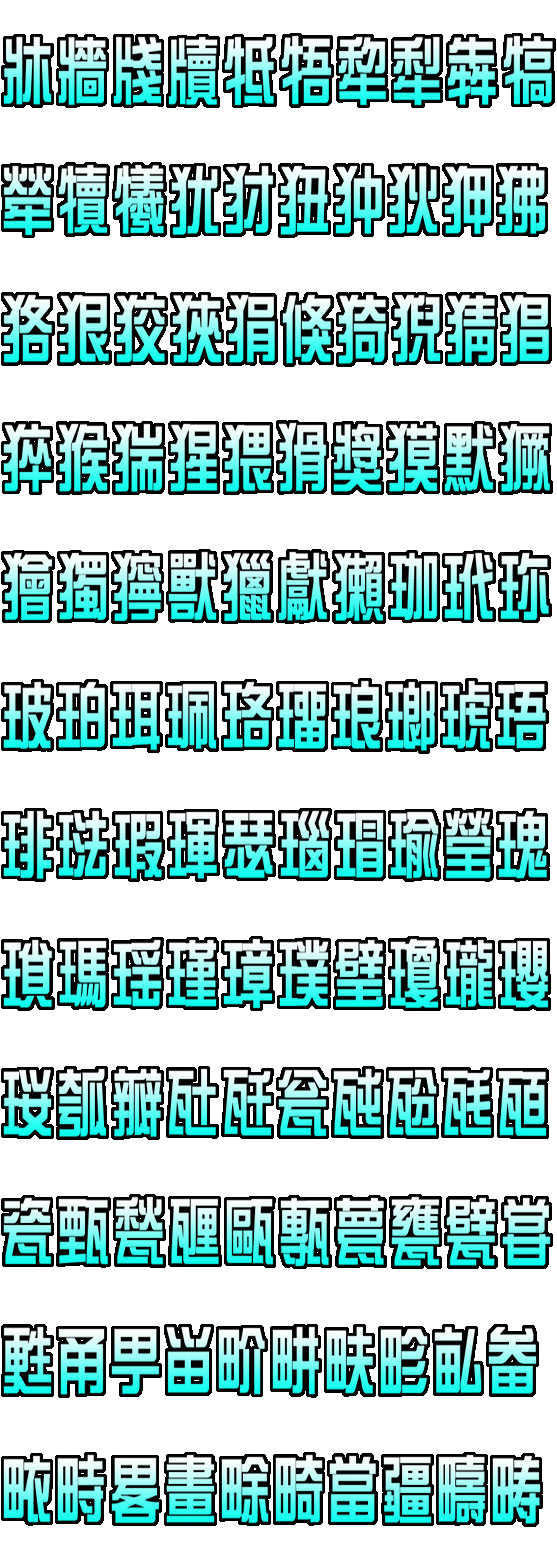 牀牆牋牘牴牾犂犁犇犒
犖犢犧犹犲狃狆狄狎狒
狢狠狡狹狷倏猗猊猜猖
猝猴猯猩猥猾獎獏默獗
獪獨獰獸獵獻獺珈玳珎
玻珀珥珮珞璢琅瑯琥珸
琲琺瑕琿瑟瑙瑁瑜瑩瑰
瑣瑪瑶瑾璋璞璧瓊瓏瓔
珱瓠瓣瓧瓩瓮瓲瓰瓱瓸
瓷甄甃甅甌甎甍甕甓甞
甦甬甼畄畍畊畉畛畆畚
畩畤畧畫畭畸當疆疇畴